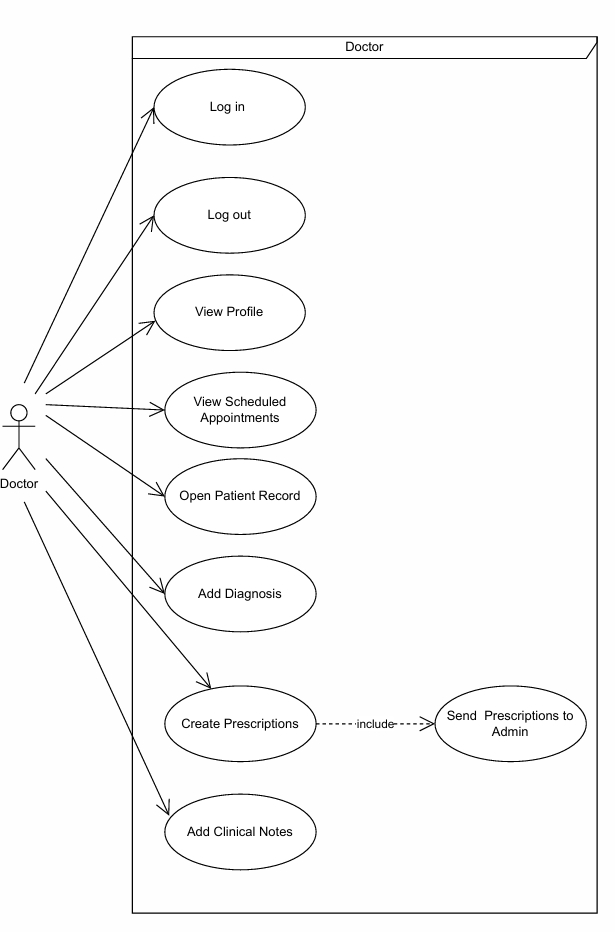 Doctor
Log in
Log out
View Profile
View Scheduled
Appointments
Open Patient Record
Doctor
Add Diagnosis
Create Prescriptions
include
Send  Prescriptions to
Admin
Add Clinical Notes